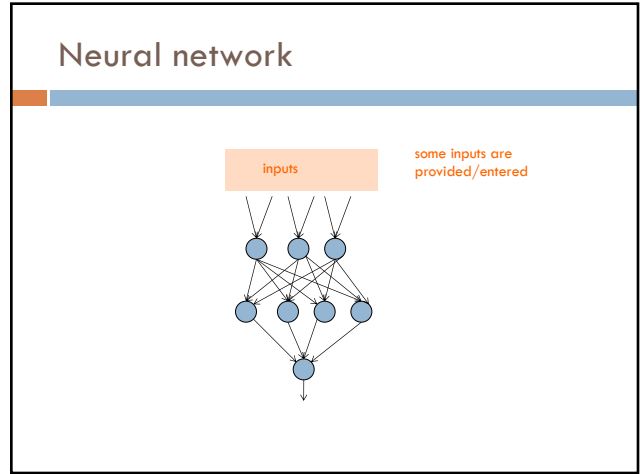 Neural network
inputs
some inputs are
provided/entered